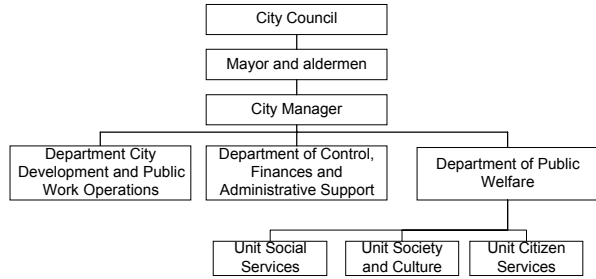 City Council
Mayor and aldermen
City Manager
Department City
Development and Public
Work Operations
Department of Control,
Finances and
Administrative Support
Department of Public
Welfare
Unit Social
Services
Unit Society
and Culture
Unit Citizen
Services